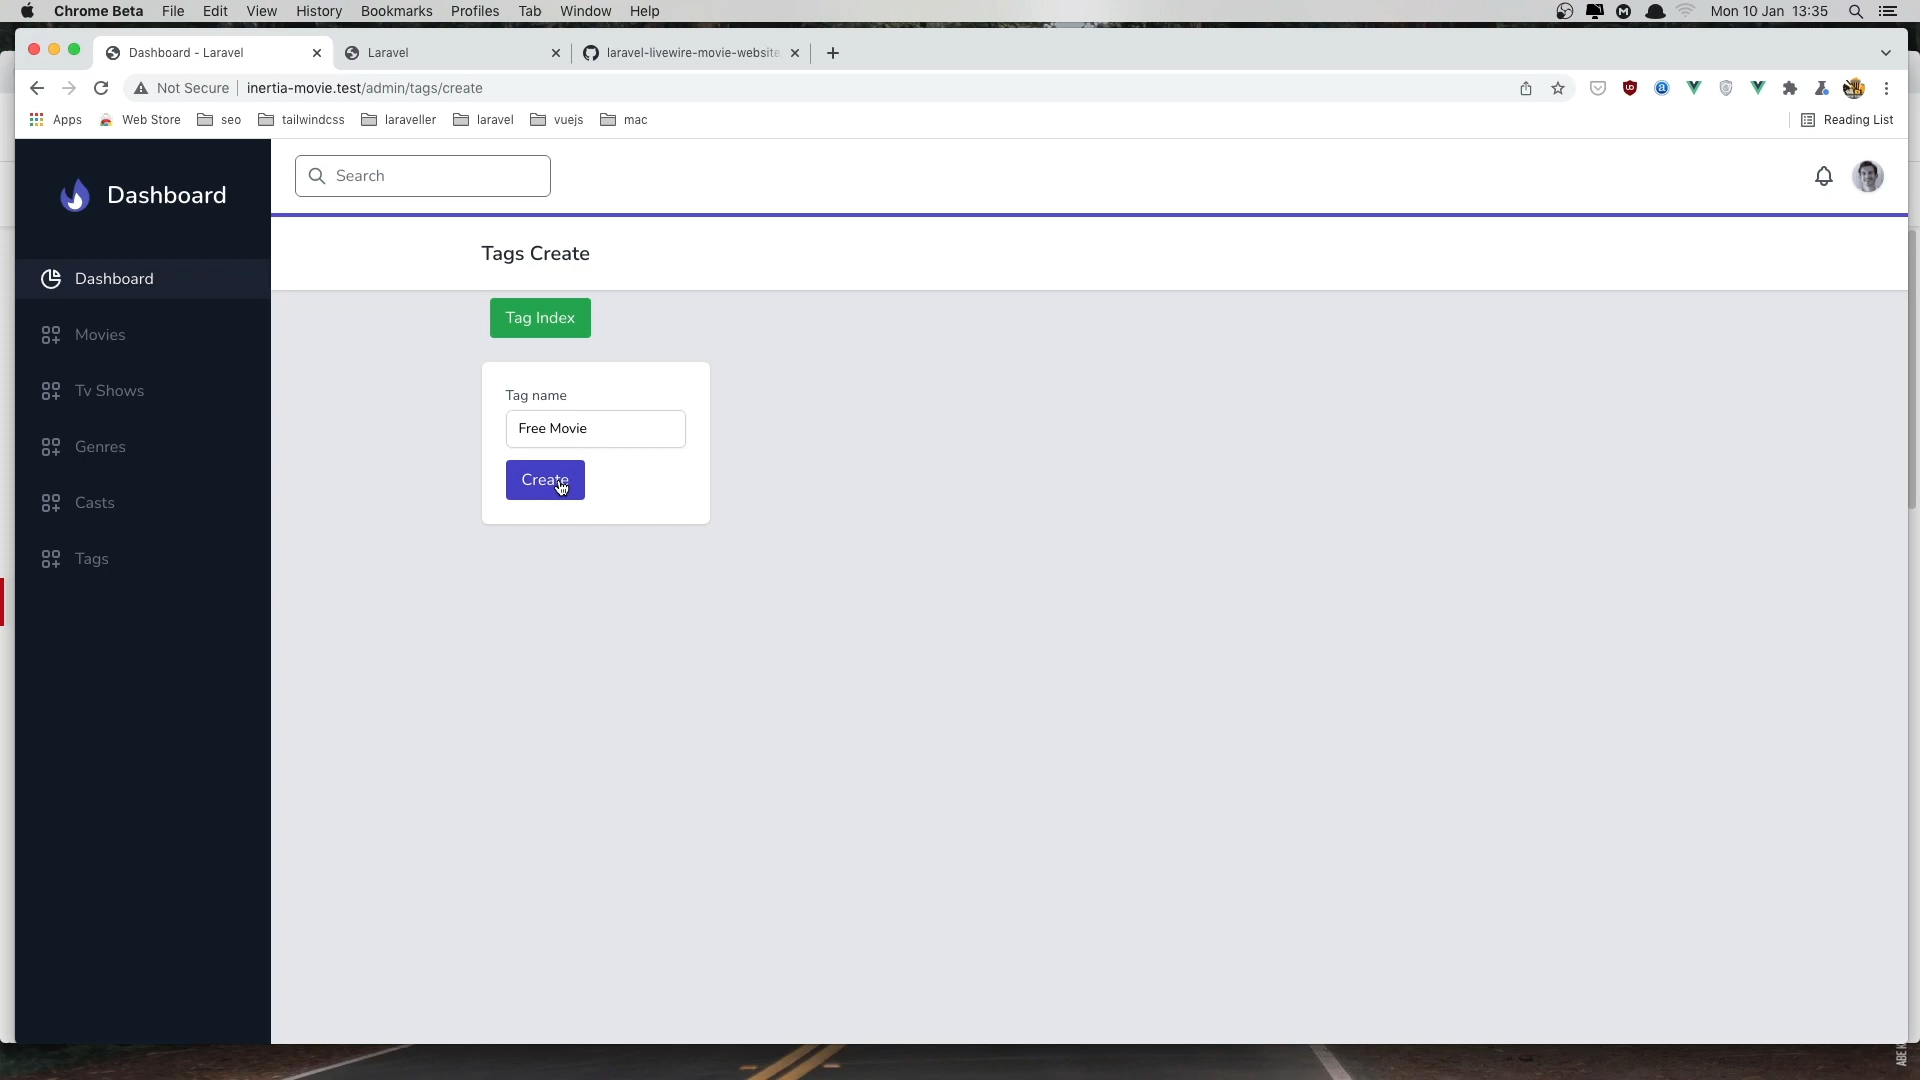 Chrome Beta File Edit View History Bookmarks Profiles Tab Window Help
Mon 10 Jan 13:35
Dashboard - Laravel
Laravel
laravel-livewire-movie-website
Not Secure inertia-movie.test/admin/tags/create
Apps Web Store seo tailwindcss laraveller laravel vuejs mac Reading List
Dashboard
Search
Tags Create
Dashboard
Tag Index
Movies
Tv Shows
Tag name
Free Movie
Genres
Create
Casts
Tags